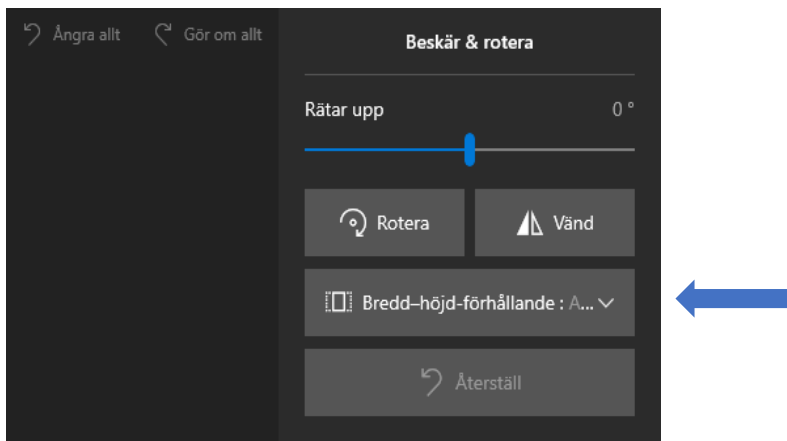 Ångra allt
Gör om allt
Beskär & rotera
Rätar upp
0 °
Rotera
Vänd
Bredd–höjd-förhållande : A...
Återställ